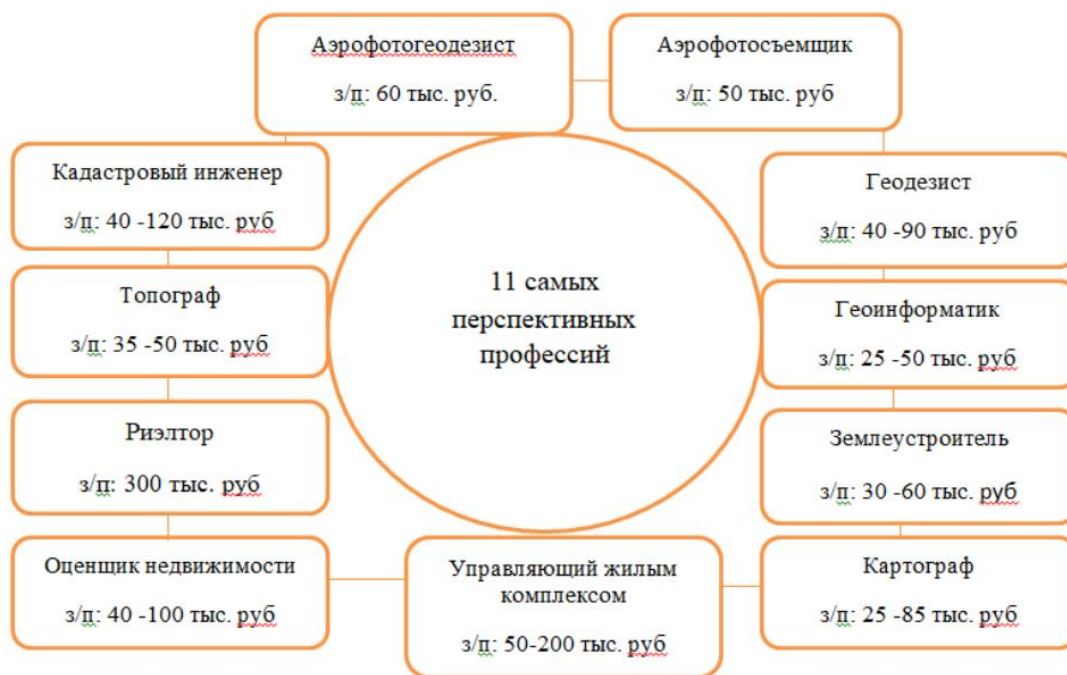 Аэрофотогеодезист
з/п: 60 тыс. руб.
Аэрофотосъемщик
з/п: 50 тыс. руб
Кадастровый инженер
з/п: 40 -120 тыс. руб
Геодезист
з/п: 40 -90 тыс. руб
11 самых
перспективных
профессий
Топограф
з/п: 35 -50 тыс. руб
Геоинформатик
з/п: 25 -50 тыс. руб
Риэлтор
з/п: 300 тыс. руб
Землеустроитель
з/п: 30 -60 тыс. руб
Оценщик недвижимости
з/п: 40 -100 тыс. руб
Управляющий жилым
комплексом
з/п: 50-200 тыс. руб
Картограф
з/п: 25 -85 тыс. руб